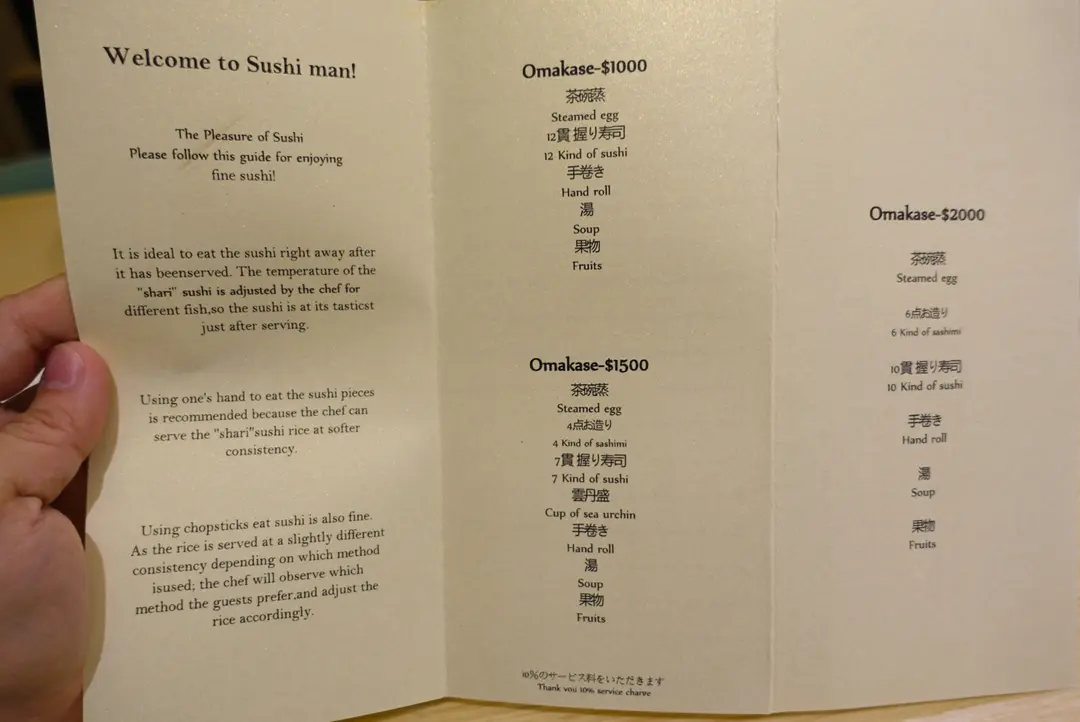 Welcome to Sushi man!
The Pleasure of Sushi
Please follow this guide for enjoying
fine sushi!
It is ideal to eat the sushi right away after
it has beenserved. The temperature of the
"shari" sushi is adjusted by the chef for
different fish,so the sushi is at its tasticst
just after serving.
Using one's hand to eat the sushi pieces
is recommended because the chef can
serve the "shari"sushi rice at softer
consistency.
Using chopsticks eat sushi is also fine.
As the rice is served at a slightly different
consistency depending on which method
isused; the chef will observe which
method the guests prefer,and adjust the
rice accordingly.
Omakase-$1000
茶碗蒸
Steamed egg
12貫 握り寿司
12 Kind of sushi
手巻き
Hand roll
湯
Soup
果物
Fruits
Omakase-$1500
茶碗蒸
Steamed egg
4点お造り
4 Kind of sashimi
7貫 握り寿司
7 Kind of sushi
雲丹盛
Cup of sea urchin
手巻き
Hand roll
湯
Soup
果物
Fruits
10%のサービス料をいただきます
Thank you 10% service charge
Omakase-$2000
茶碗蒸
Steamed egg
6点お造り
6 Kind of sashimi
10貫 握り寿司
10 Kind of sushi
手巻き
Hand roll
湯
Soup
果物
Fruits